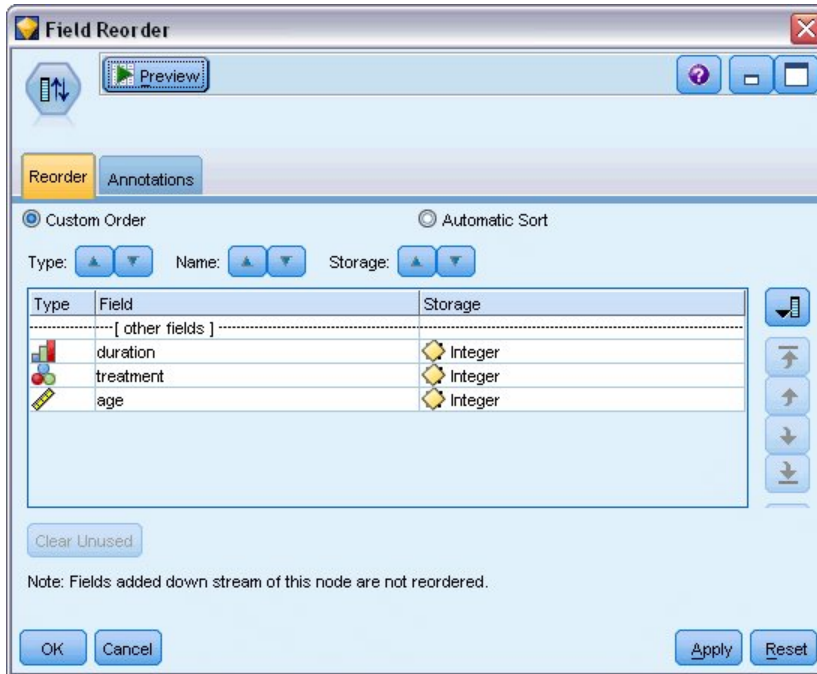 Field Reorder
Preview
Reorder Annotations
Custom Order Automatic Sort
Type: Name: Storage:
Type Field Storage
[ other fields ]
duration Integer
treatment Integer
age Integer
Clear Unused
Note: Fields added down stream of this node are not reordered.
OK Cancel Apply Reset